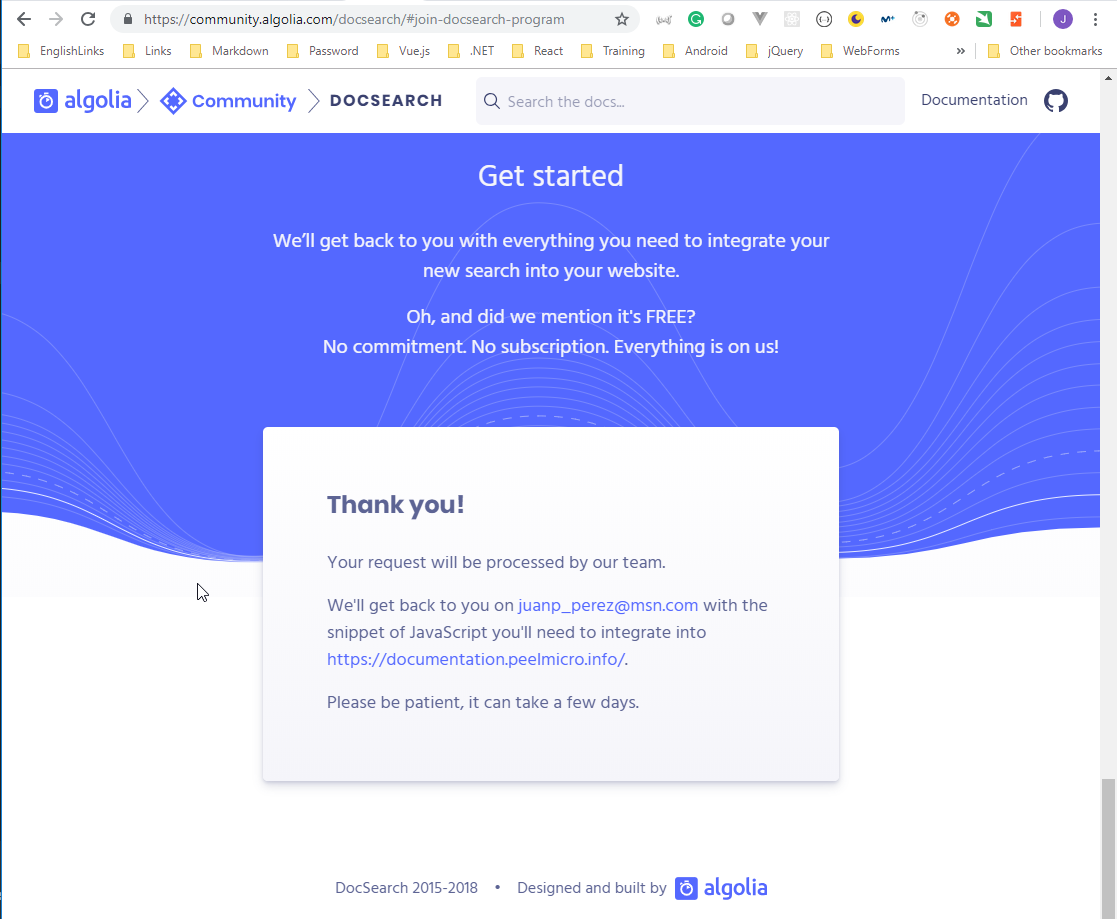 https://community.algolia.com/docsearch/#join-docsearch-program
J
EnglishLinks Links Markdown Password Vue.js .NET React Training Android jQuery WebForms » Other bookmarks
algolia Community DOCSEARCH Search the docs... Documentation
Get started
We’ll get back to you with everything you need to integrate your
new search into your website.
Oh, and did we mention it's FREE?
No commitment. No subscription. Everything is on us!
Thank you!
Your request will be processed by our team.
We'll get back to you on juanp_perez@msn.com with the
snippet of JavaScript you'll need to integrate into
https://documentation.peelmicro.info/.
Please be patient, it can take a few days.
DocSearch 2015-2018 • Designed and built by algolia